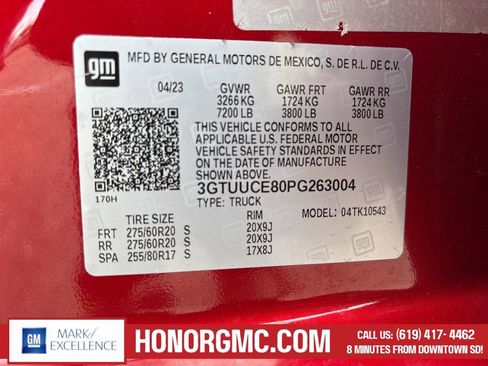 gm
MFD BY GENERAL MOTORS DE MEXICO, S. DE R.L. DE C.V.
04/23 GVWR GAWR FRT GAWR RR
3266 KG 1724 KG 1724 KG
7200 LB 3800 LB 3800 LB
THIS VEHICLE CONFORMS TO ALL
APPLICABLE U.S. FEDERAL MOTOR
VEHICLE SAFETY STANDARDS IN EFFECT
ON THE DATE OF MANUFACTURE
SHOWN ABOVE.
3GTUUCE80PG263004
170H
TYPE: TRUCK
MODEL: 04TK10543
TIRE SIZE RIM
FRT 275/60R20 S 20X9J
RR 275/60R20 S 20X9J
SPA 255/80R17 S 17X8J
gm
MARK of
EXCELLENCE
HONORGMC.COM
CALL US: (619) 417- 4462
8 MINUTES FROM DOWNTOWN SD!